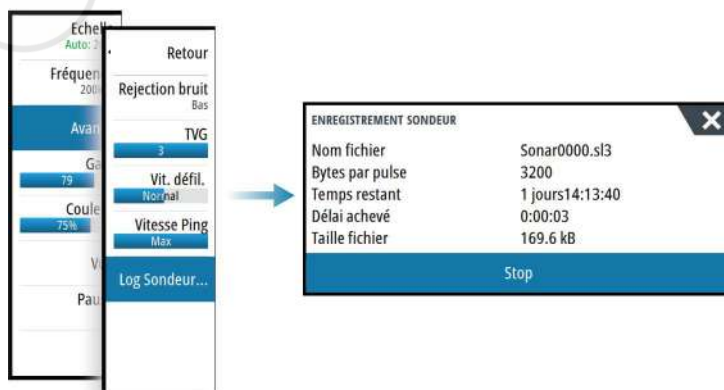 Echelle
Auto:
Fréquen
200
Avan
Ga
79
Coule
75%
V
Pau
Retour
Rejection bruit
Bas
TVG
3
Vit. défil.
Normal
Vitesse Ping
Max
Log Sondeur...
ENREGISTREMENT SONDEUR
Nom fichier Sonar0000.sl3
Bytes par pulse 3200
Temps restant 1 jours14:13:40
Délai achevé 0:00:03
Taille fichier 169.6 kB
Stop